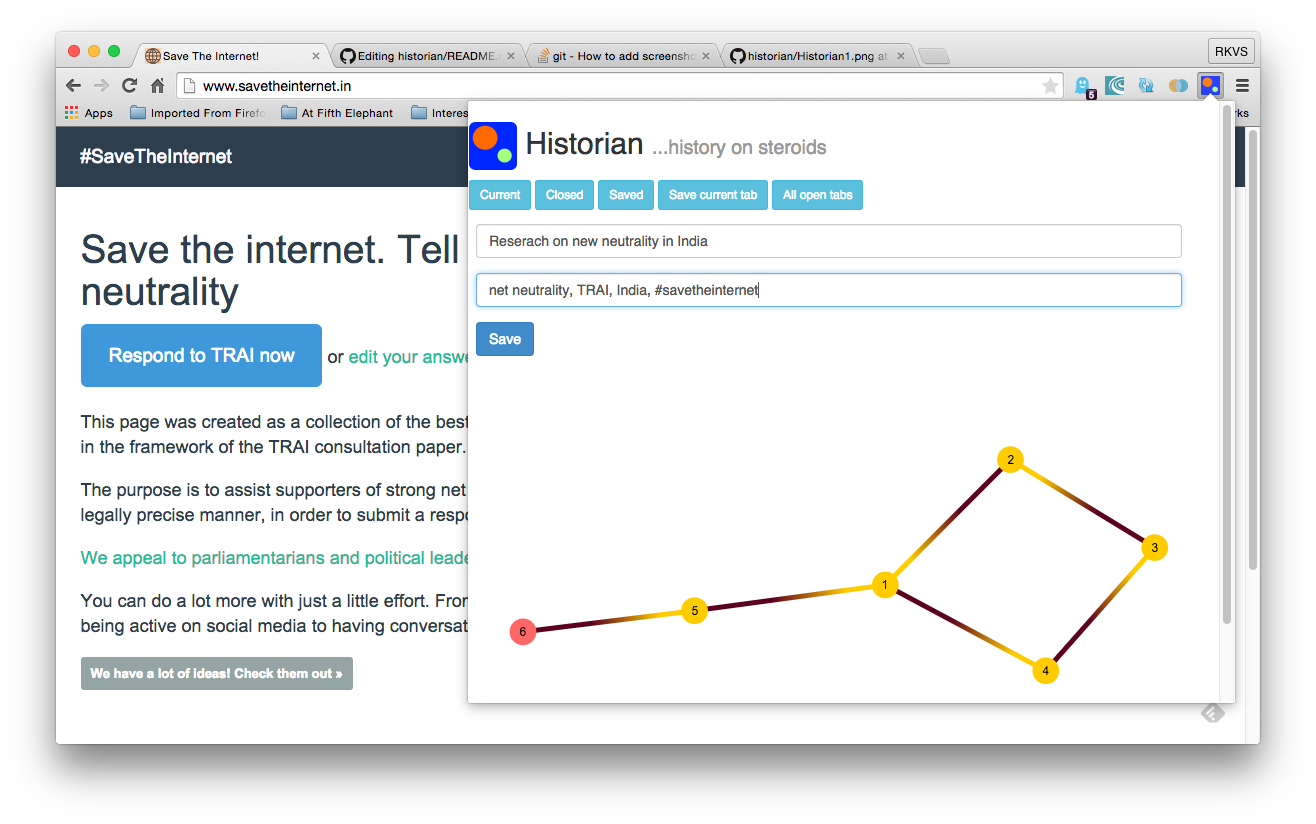 RKVS
Save The Internet!
Editing historian/README.
git - How to add screensho
historian/Historian1.png at
www.savetheinternet.in
5
Apps
Imported From Firefo
At Fifth Elephant
Interes
ks
#SaveTheInternet
Save the internet. Tell
neutrality
Respond to TRAI now or edit your answe
This page was created as a collection of the best
in the framework of the TRAI consultation paper.
The purpose is to assist supporters of strong net
legally precise manner, in order to submit a respo
We appeal to parliamentarians and political leade
You can do a lot more with just a little effort. Fror
being active on social media to having conversat
We have a lot of ideas! Check them out »
Historian ...history on steroids
Current
Closed
Saved
Save current tab
All open tabs
Reserach on new neutrality in India
net neutrality, TRAI, India, #savetheinternet
Save
2
3
1
5
6
4